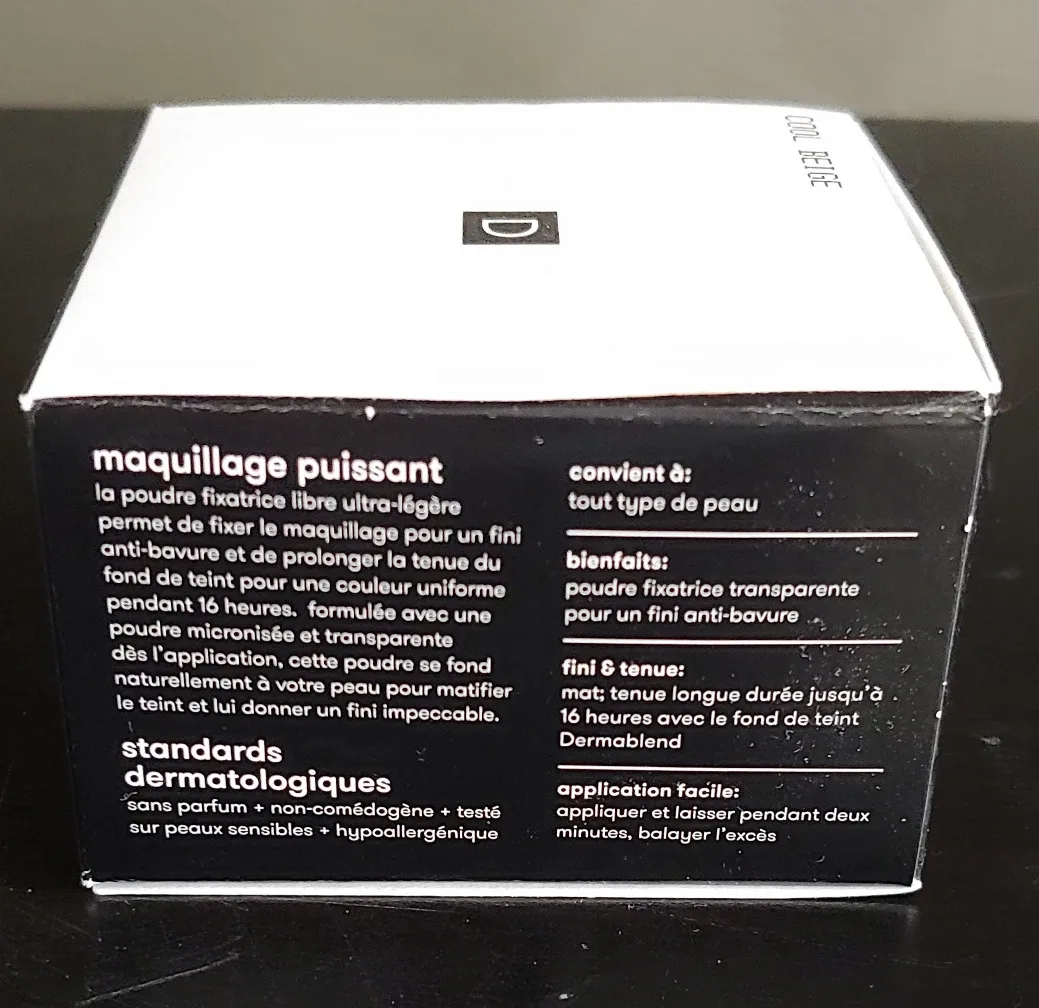 COOL BEIGE
D
maquillage puissant
la poudre fixatrice libre ultra-légère
permet de fixer le maquillage pour un fini
anti-bavure et de prolonger la tenue du
fond de teint pour une couleur uniforme
pendant 16 heures. formulée avec une
poudre micronisée et transparente
dès l'application, cette poudre se fond
naturellement à votre peau pour matifier
le teint et lui donner un fini impeccable.
standards
dermatologiques
sans parfum + non-comédogène + testé
sur peaux sensibles + hypoallergénique
convient à:
tout type de peau
bienfaits:
poudre fixatrice transparente
pour un fini anti-bavure
fini & tenue:
mat; tenue longue durée jusqu'à
16 heures avec le fond de teint
Dermablend
application facile:
appliquer et laisser pendant deux
minutes, balayer l'excès